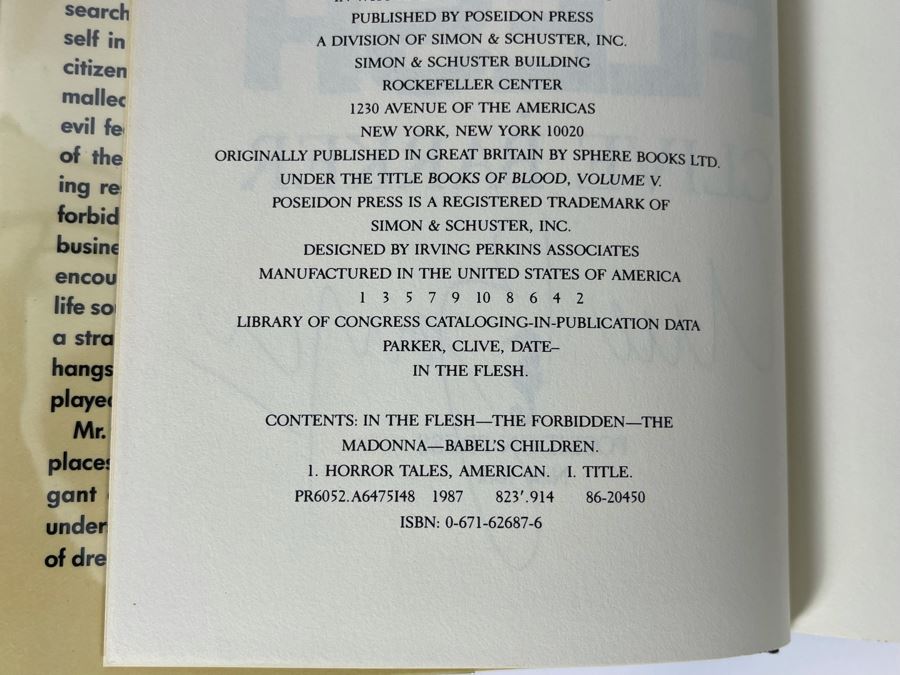 search
self in
citizen
malled
evil fe
of the
ing re
forbid
busine
encou
life so
a stra
hangs
playe
Mr.
places
gant
under
of dre
PUBLISHED BY POSEIDON PRESS
A DIVISION OF SIMON & SCHUSTER, INC.
SIMON & SCHUSTER BUILDING
ROCKEFELLER CENTER
1230 AVENUE OF THE AMERICAS
NEW YORK, NEW YORK 10020
ORIGINALLY PUBLISHED IN GREAT BRITAIN BY SPHERE BOOKS LTD.
UNDER THE TITLE BOOKS OF BLOOD, VOLUME V.
POSEIDON PRESS IS A REGISTERED TRADEMARK OF
SIMON & SCHUSTER, INC.
DESIGNED BY IRVING PERKINS ASSOCIATES
MANUFACTURED IN THE UNITED STATES OF AMERICA
1 3 5 7 9 10 8 6 4 2
LIBRARY OF CONGRESS CATALOGING-IN-PUBLICATION DATA
PARKER, CLIVE, DATE–
IN THE FLESH.
CONTENTS: IN THE FLESH—THE FORBIDDEN—THE
MADONNA—BABEL'S CHILDREN.
1. HORROR TALES, AMERICAN. I. TITLE.
PR6052.A6475I48 1987 823′.914 86-20450
ISBN: 0-671-62687-6